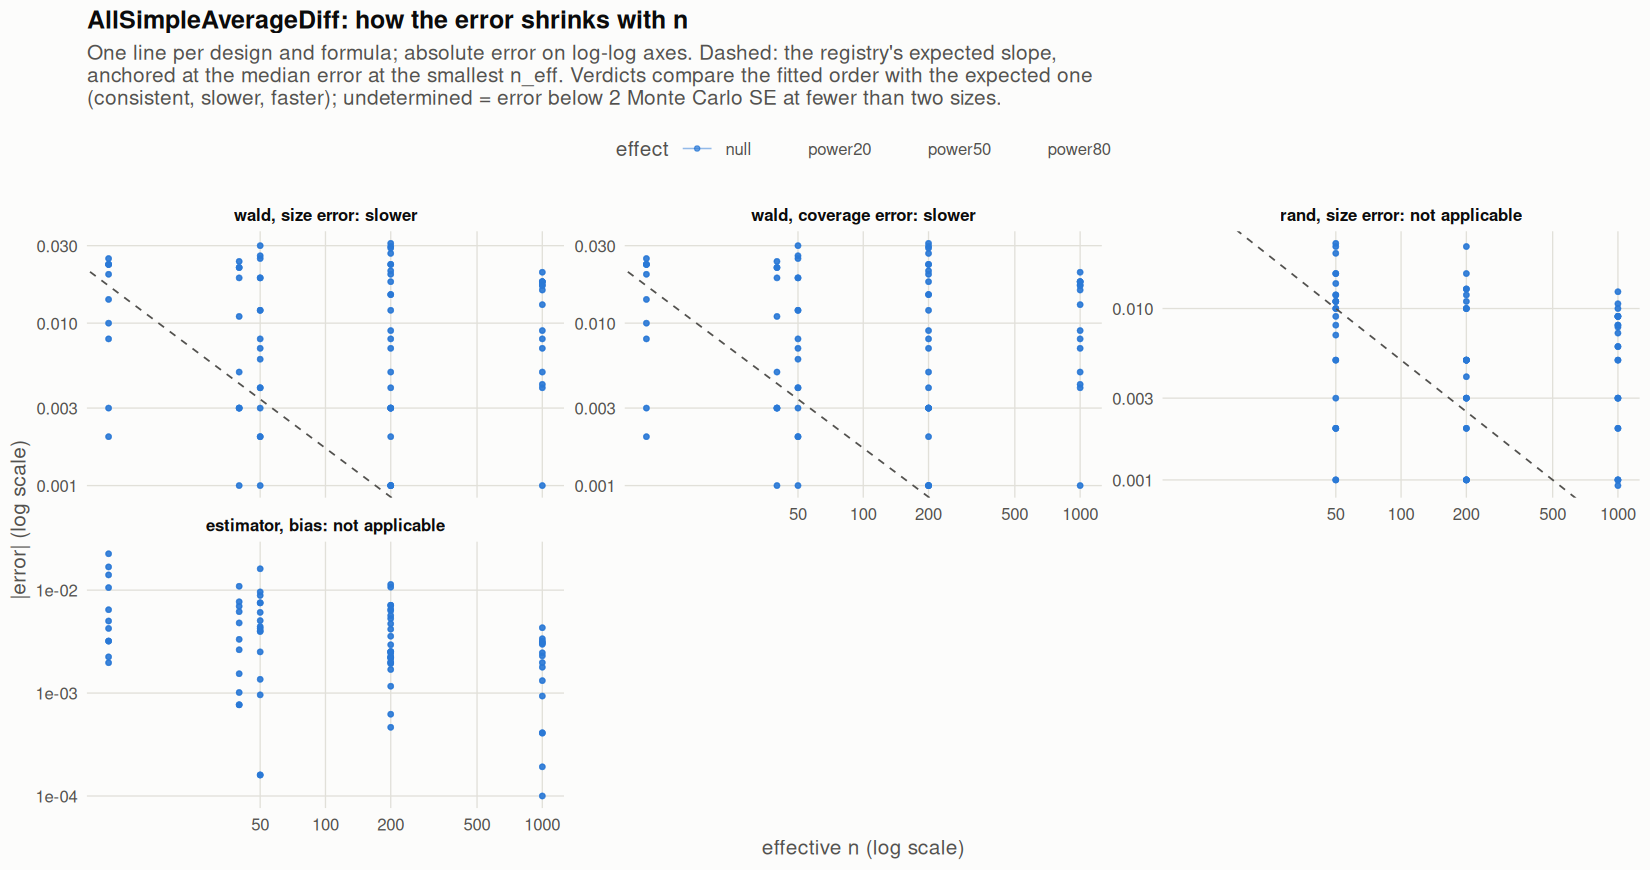 AllSimpleAverageDiff: how the error shrinks with n
One line per design and formula; absolute error on log-log axes. Dashed: the registry's expected slope,
anchored at the median error at the smallest n_eff. Verdicts compare the fitted order with the expected one
(consistent, slower, faster); undetermined = error below 2 Monte Carlo SE at fewer than two sizes.
effect null power20 power50 power80
wald, size error: slower
0.030
0.010
0.003
0.001
wald, coverage error: slower
0.030
0.010
0.003
0.001
50 100 200 500 1000
rand, size error: not applicable
0.010
0.003
0.001
50 100 200 500 1000
estimator, bias: not applicable
1e-02
1e-03
1e-04
50 100 200 500 1000
|error| (log scale)
effective n (log scale)